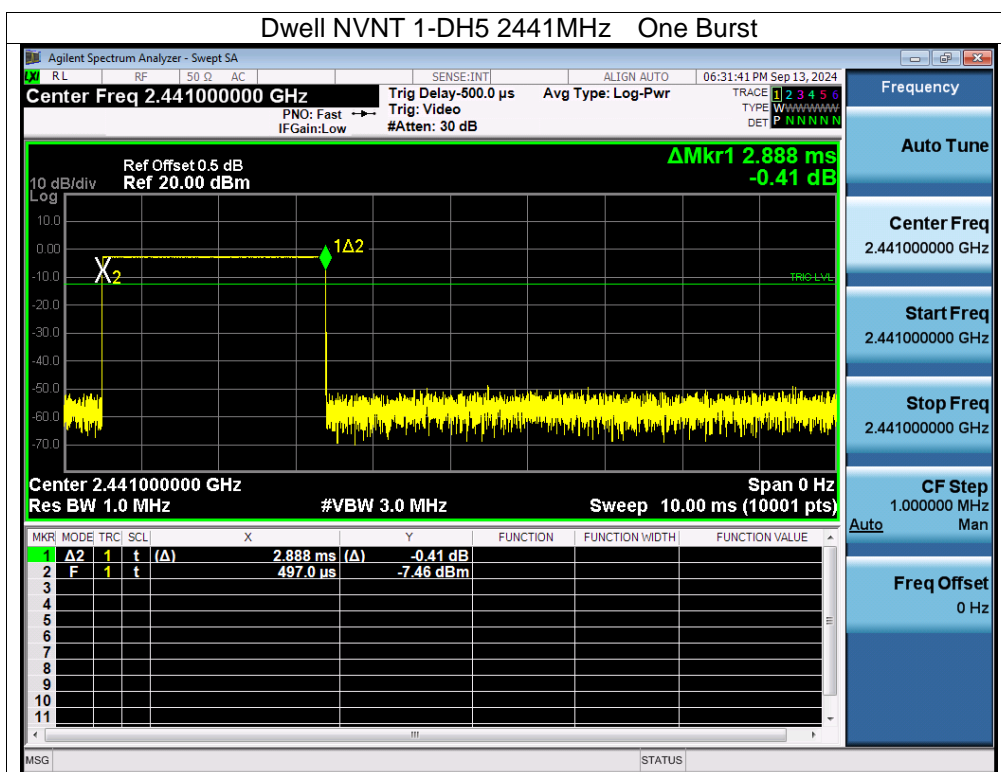 Dwell NVNT 1-DH5 2441MHz One Burst
Agilent Spectrum Analyzer - Swept SA
LXI RL RF 50 Ω AC SENSE:INT ALIGN AUTO 06:31:41 PM Sep 13, 2024
Center Freq 2.441000000 GHz
PNO: Fast
IFGain:Low
Trig Delay-500.0 µs
Trig: Video
#Atten: 30 dB
Avg Type: Log-Pwr
TRACE 1 2 3 4 5 6
TYPE WWWWWW
DET P N N N N N
Ref Offset 0.5 dB
Ref 20.00 dBm
10 dB/div
Log
ΔMkr1 2.888 ms
-0.41 dB
10.0
0.00
-10.0
-20.0
-30.0
-40.0
-50.0
-60.0
-70.0
1Δ2
2
TRIG LVL
Center 2.441000000 GHz Span 0 Hz
Res BW 1.0 MHz #VBW 3.0 MHz Sweep 10.00 ms (10001 pts)
MKR MODE TRC SCL X Y FUNCTION FUNCTION WIDTH FUNCTION VALUE
1 Δ2 1 t (Δ) 2.888 ms (Δ) -0.41 dB
2 F 1 t 497.0 µs -7.46 dBm
3
4
5
6
7
8
9
10
11
MSG STATUS
Frequency
Auto Tune
Center Freq
2.441000000 GHz
Start Freq
2.441000000 GHz
Stop Freq
2.441000000 GHz
CF Step
1.000000 MHz
Auto Man
Freq Offset
0 Hz